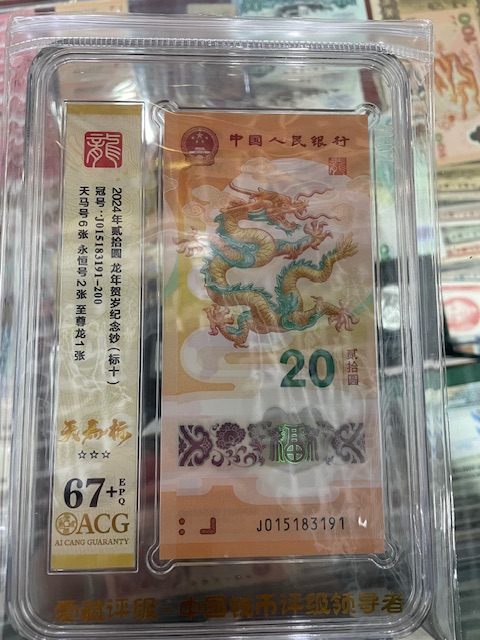 龍
2024年贰拾圆 龙年贺岁纪念钞（标十）
冠号:J015183191-200
天马号6张 永恒号2张 至尊龙1张
☆☆☆
67+ EPQ
ACG
AI CANG GUARANTY
中国人民银行
龍
20
贰拾圆
J015183191
爱藏评级 中国钱币评级领导者